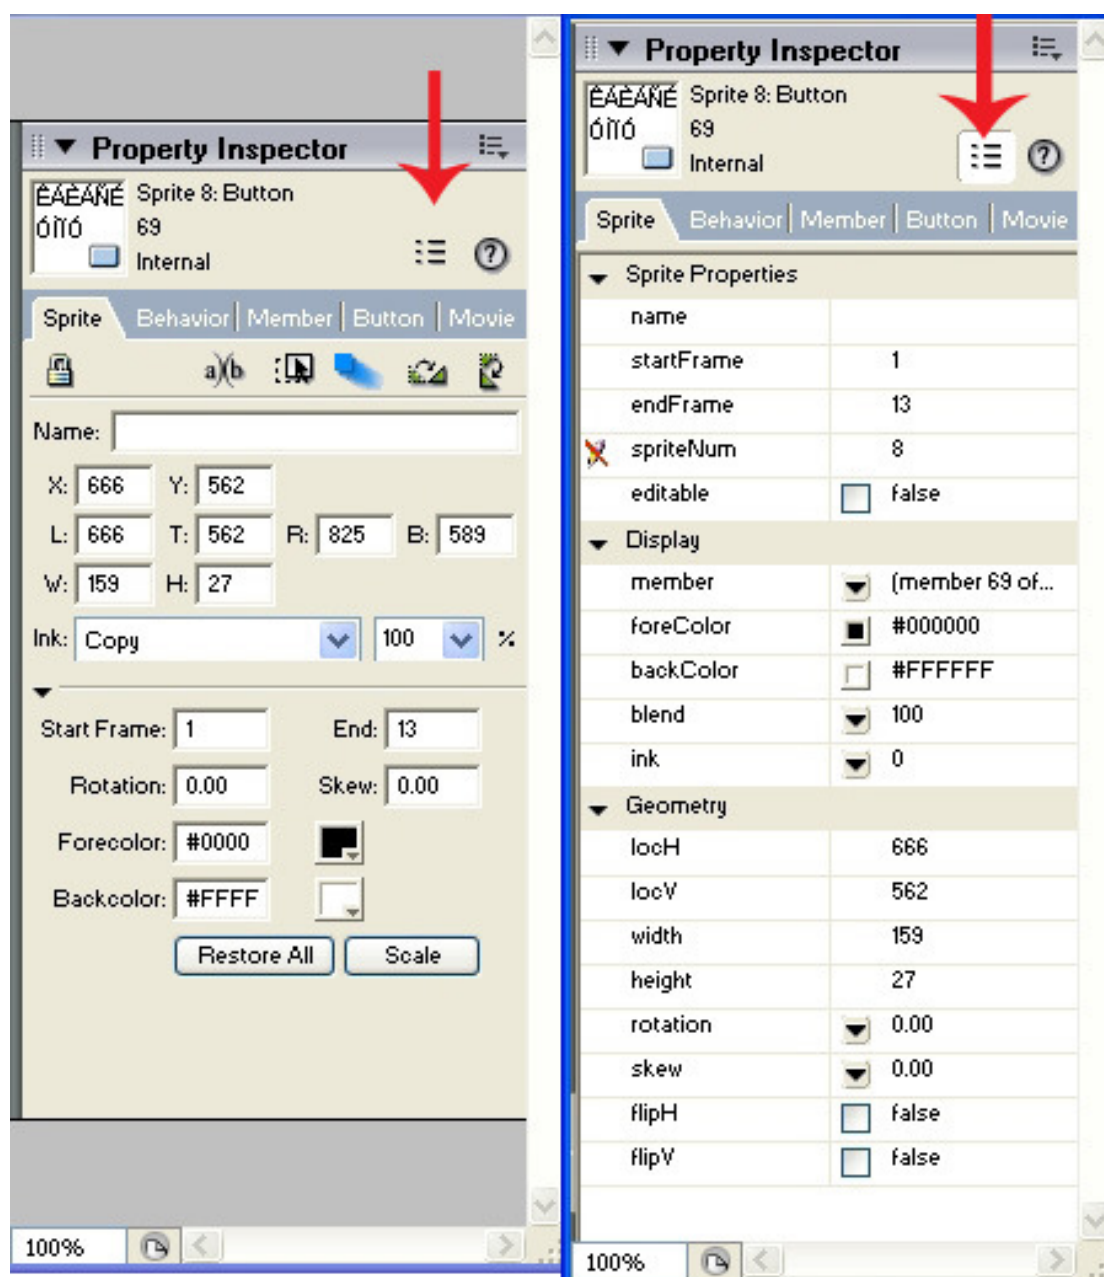 Property Inspector
ÊÀÊÀÑÉ Sprite 8: Button
óïîó 69
Internal
Sprite Behavior Member Button Movie
a)(b
Name:
X: 666 Y: 562
L: 666 T: 562 R: 825 B: 589
W: 159 H: 27
Ink: Copy 100 %
Start Frame: 1 End: 13
Rotation: 0.00 Skew: 0.00
Forecolor: #0000
Backcolor: #FFFF
Restore All Scale
100%
Property Inspector
Sprite 8: Button
69
Internal
Sprite Behavior Member Button Movie
Sprite Properties
name
startFrame 1
endFrame 13
spriteNum 8
editable false
Display
member (member 69 of...
foreColor #000000
backColor #FFFFFF
blend 100
ink 0
Geometry
locH 666
locV 562
width 159
height 27
rotation 0.00
skew 0.00
flipH false
flipV false
100%